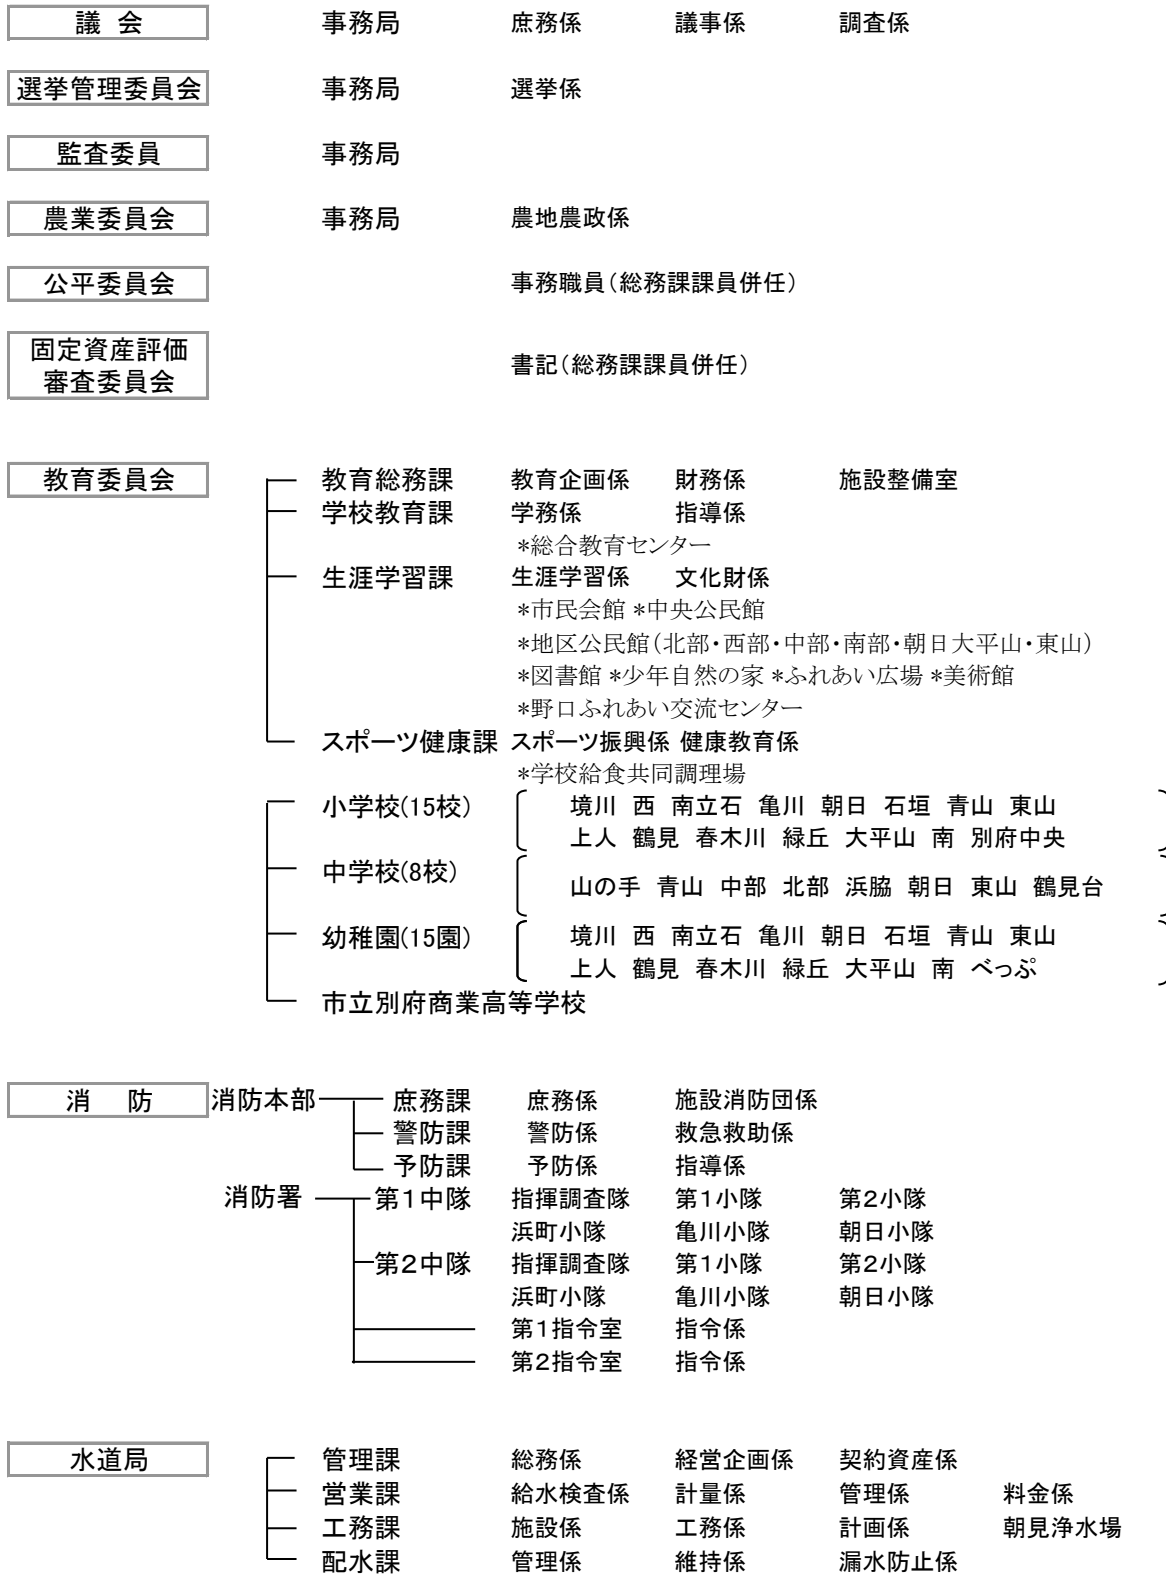 議 会 事務局 庶務係 議事係 調査係
選挙管理委員会 事務局 選挙係
監査委員 事務局
農業委員会 事務局 農地農政係
公平委員会 事務職員（総務課課員併任）
固定資産評価
審査委員会
書記（総務課課員併任）
教育委員会 教育総務課 教育企画係 財務係 施設整備室
学校教育課 学務係 指導係
*総合教育センター
生涯学習課 生涯学習係 文化財係
*市民会館 *中央公民館
*地区公民館（北部・西部・中部・南部・朝日大平山・東山）
*図書館 *少年自然の家 *ふれあい広場 *美術館
*野口ふれあい交流センター
スポーツ健康課 スポーツ振興係 健康教育係
*学校給食共同調理場
小学校(15校) 境川 西 南立石 亀川 朝日 石垣 青山 東山
上人 鶴見 春木川 緑丘 大平山 南 別府中央
中学校(8校) 山の手 青山 中部 北部 浜脇 朝日 東山 鶴見台
幼稚園(15園) 境川 西 南立石 亀川 朝日 石垣 青山 東山
上人 鶴見 春木川 緑丘 大平山 南 べっぷ
市立別府商業高等学校
消 防 消防本部 庶務課 庶務係 施設消防団係
警防課 警防係 救急救助係
予防課 予防係 指導係
消防署 第1中隊 指揮調査隊 第1小隊 第2小隊
浜町小隊 亀川小隊 朝日小隊
第2中隊 指揮調査隊 第1小隊 第2小隊
浜町小隊 亀川小隊 朝日小隊
第1指令室 指令係
第2指令室 指令係
水道局 管理課 総務係 経営企画係 契約資産係
営業課 給水検査係 計量係 管理係 料金係
工務課 施設係 工務係 計画係 朝見浄水場
配水課 管理係 維持係 漏水防止係